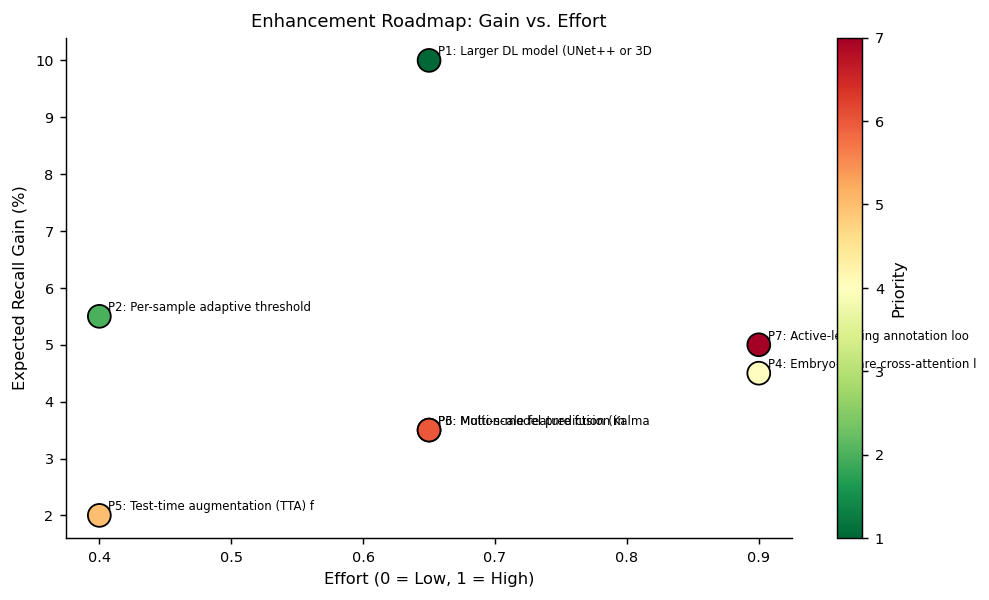 Enhancement Roadmap: Gain vs. Effort
Expected Recall Gain (%)
10
9
8
7
6
5
4
3
2
P1: Larger DL model (UNet++ or 3D
P2: Per-sample adaptive threshold
P7: Active-le ing annotation loo
P4: Embryo re cross-attention l
P5: Test-time augmentation (TTA) f
0.4
0.5
0.6
0.7
0.8
0.9
Effort (0 = Low, 1 = High)
7
6
5
4
3
2
1
Priority